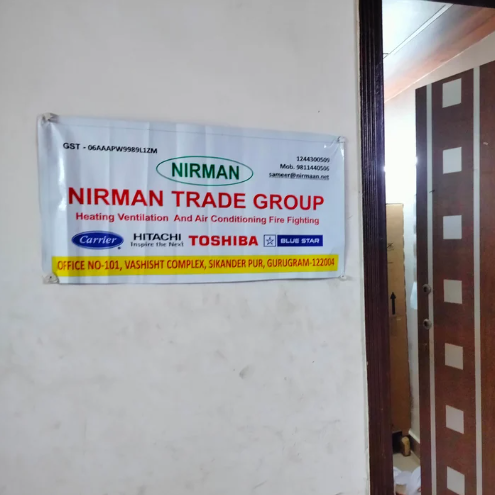 GST - 06AAAPW9989L1ZM
1244300509
Mob. 9811440506
sameer@nirmaan.net
NIRMAN
NIRMAN TRADE GROUP
Heating Ventilation And Air Conditioning Fire Fighting
Carrier HITACHI TOSHIBA BLUE STAR
Inspire the Next
OFFICE NO-101, VASHISHT COMPLEX, SIKANDER PUR, GURUGRAM-122004